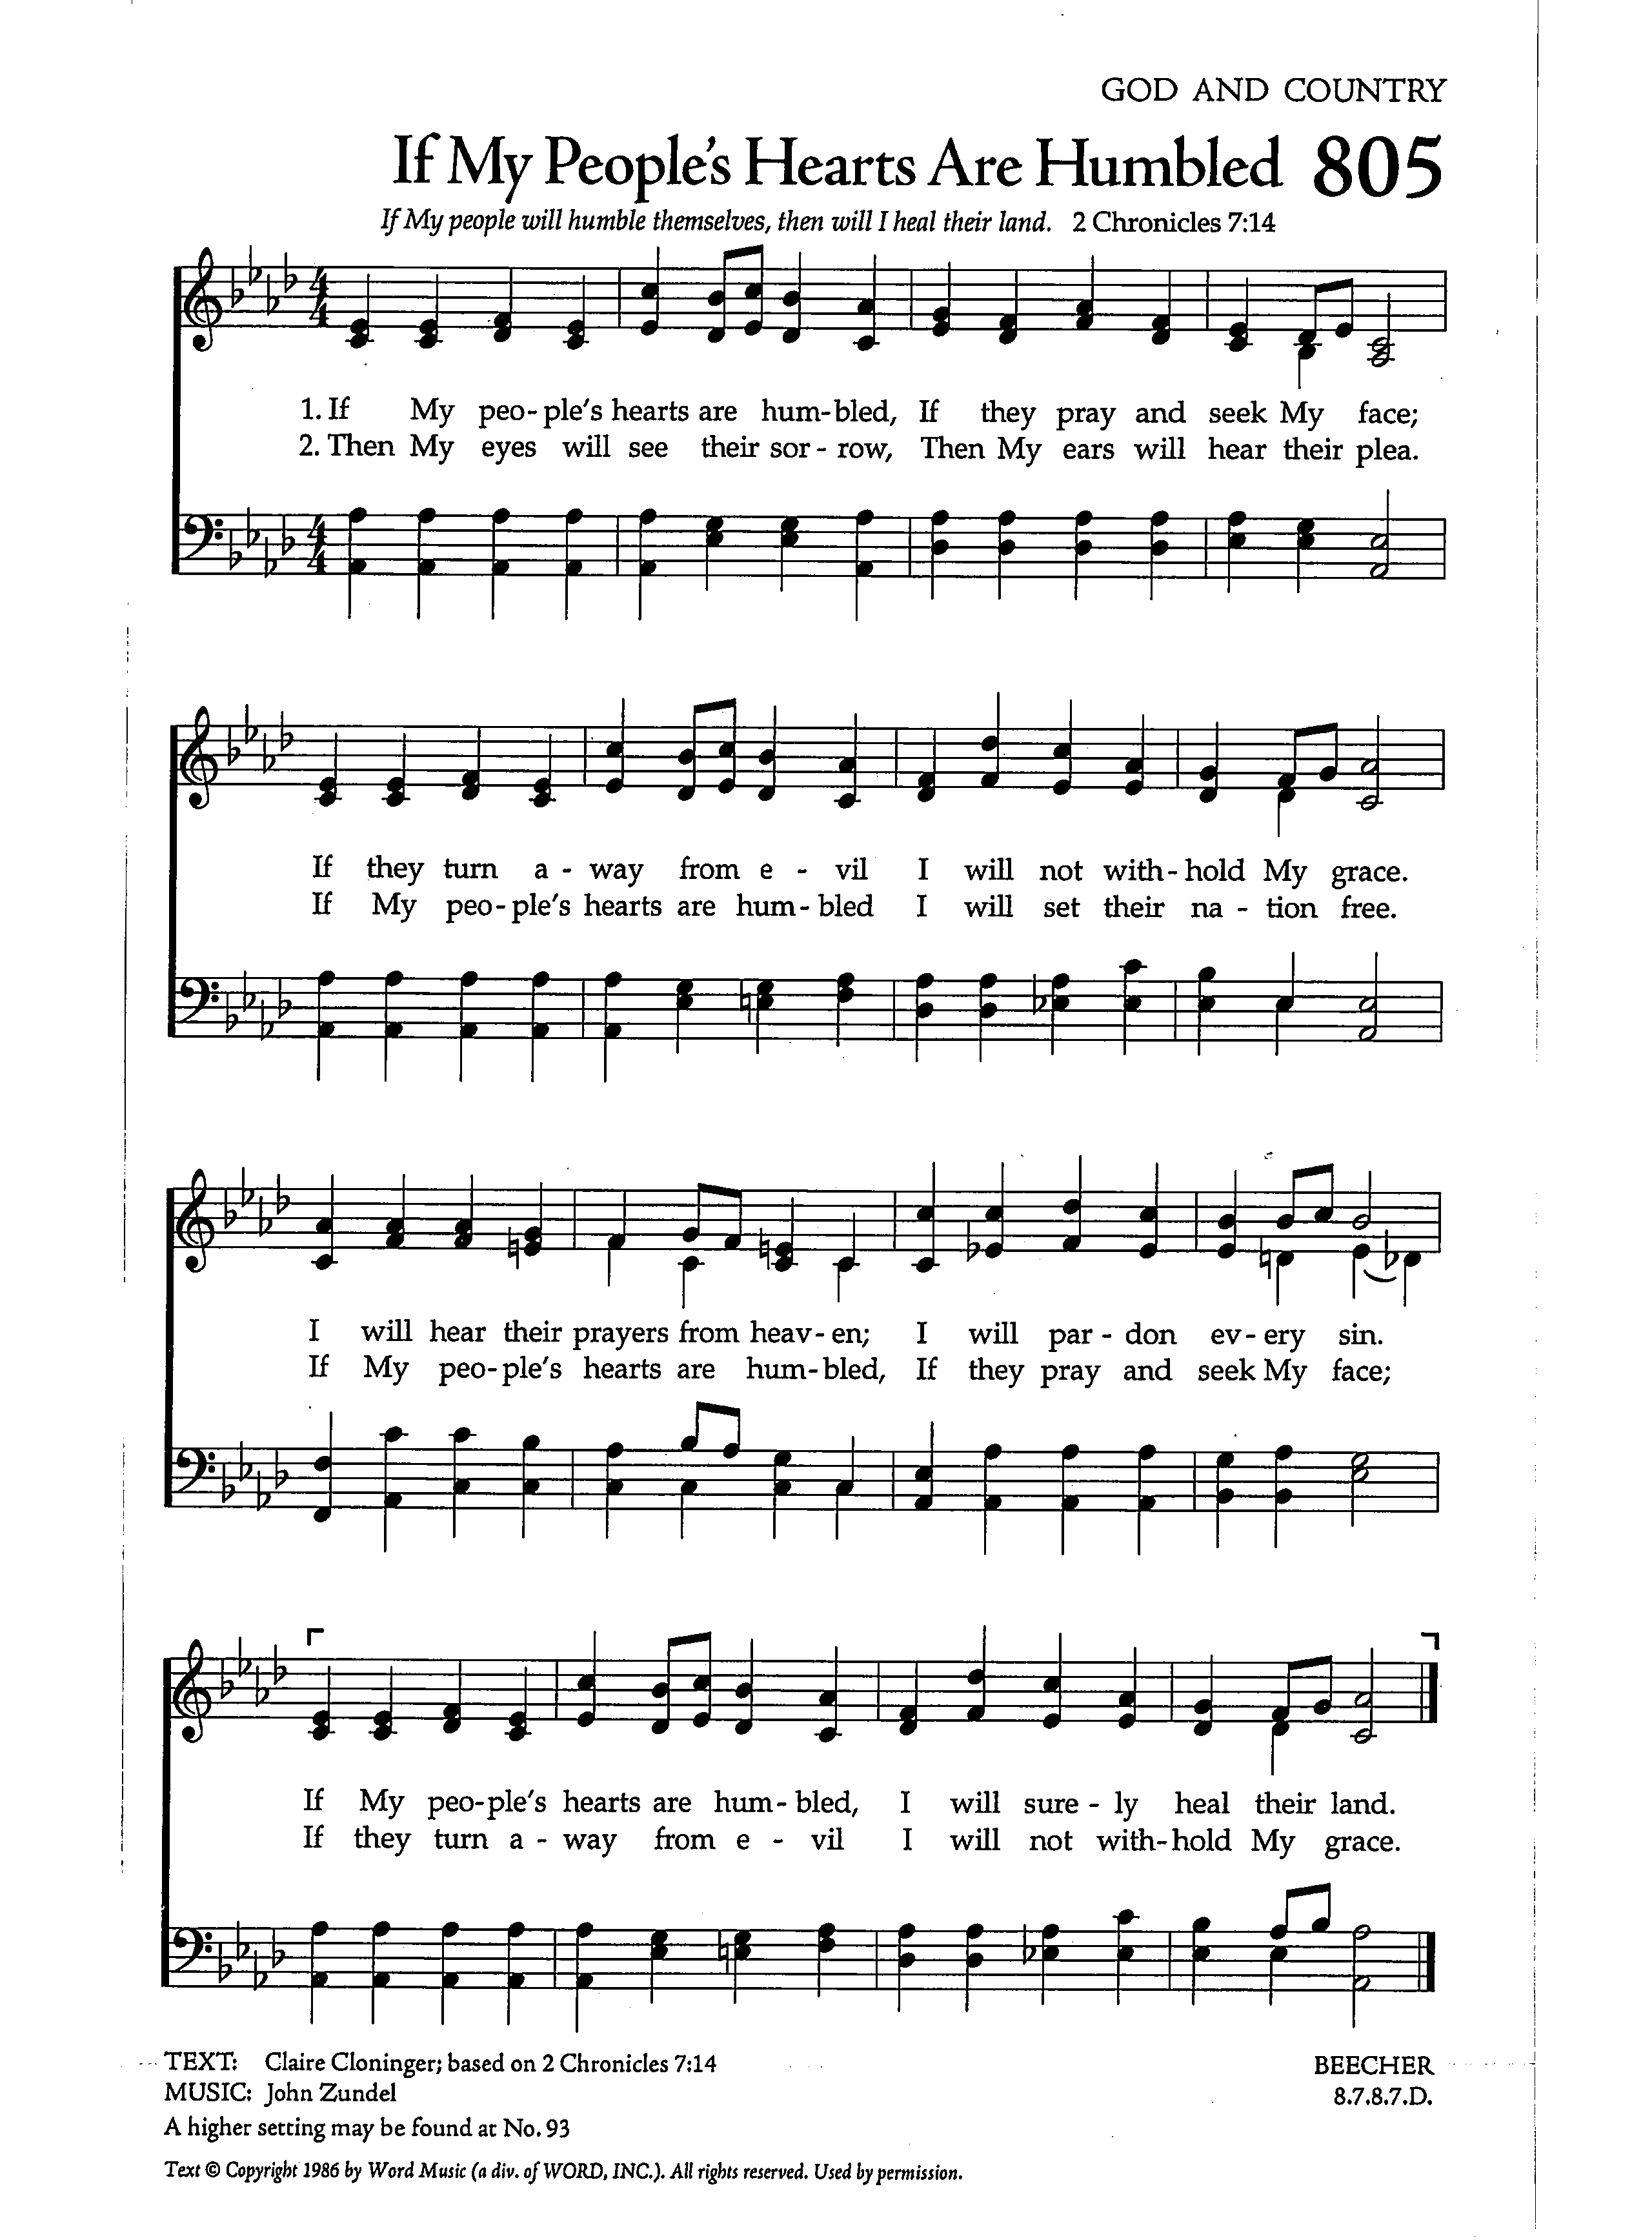 GOD AND COUNTRY
If My People's Hearts Are Humbled 805
If My people will humble themselves, then will I heal their land. 2 Chronicles 7:14
1. If My peo-ple's hearts are hum-bled, If they pray and seek My face;
2. Then My eyes will see their sor-row, Then My ears will hear their plea.
If they turn a-way from e-vil I will not with-hold My grace.
If My peo-ple's hearts are hum-bled I will set their na-tion free.
I will hear their prayers from heav-en; I will par-don ev-ery sin.
If My peo-ple's hearts are hum-bled, If they pray and seek My face;
If My peo-ple's hearts are hum-bled, I will sure-ly heal their land.
If they turn a-way from e-vil I will not with-hold My grace.
TEXT: Claire Cloninger; based on 2 Chronicles 7:14 BEECHER
MUSIC: John Zundel 8.7.8.7.D.
A higher setting may be found at No. 93
Text © Copyright 1986 by Word Music (a div. of WORD, INC.). All rights reserved. Used by permission.